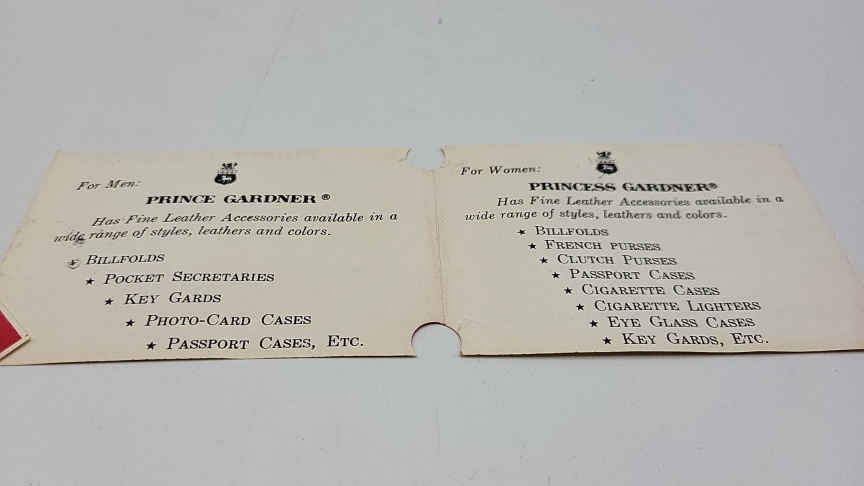 For Men:
PRINCE GARDNER ®
Has Fine Leather Accessories available in a
wide range of styles, leathers and colors.
★ BILLFOLDS
★ POCKET SECRETARIES
★ KEY GARDS
★ PHOTO-CARD CASES
★ PASSPORT CASES, ETC.
For Women:
PRINCESS GARDNER®
Has Fine Leather Accessories available in a
wide range of styles, leathers and colors.
★ BILLFOLDS
★ FRENCH PURSES
★ CLUTCH PURSES
★ PASSPORT CASES
★ CIGARETTE CASES
★ CIGARETTE LIGHTERS
★ EYE GLASS CASES
★ KEY GARDS, ETC.